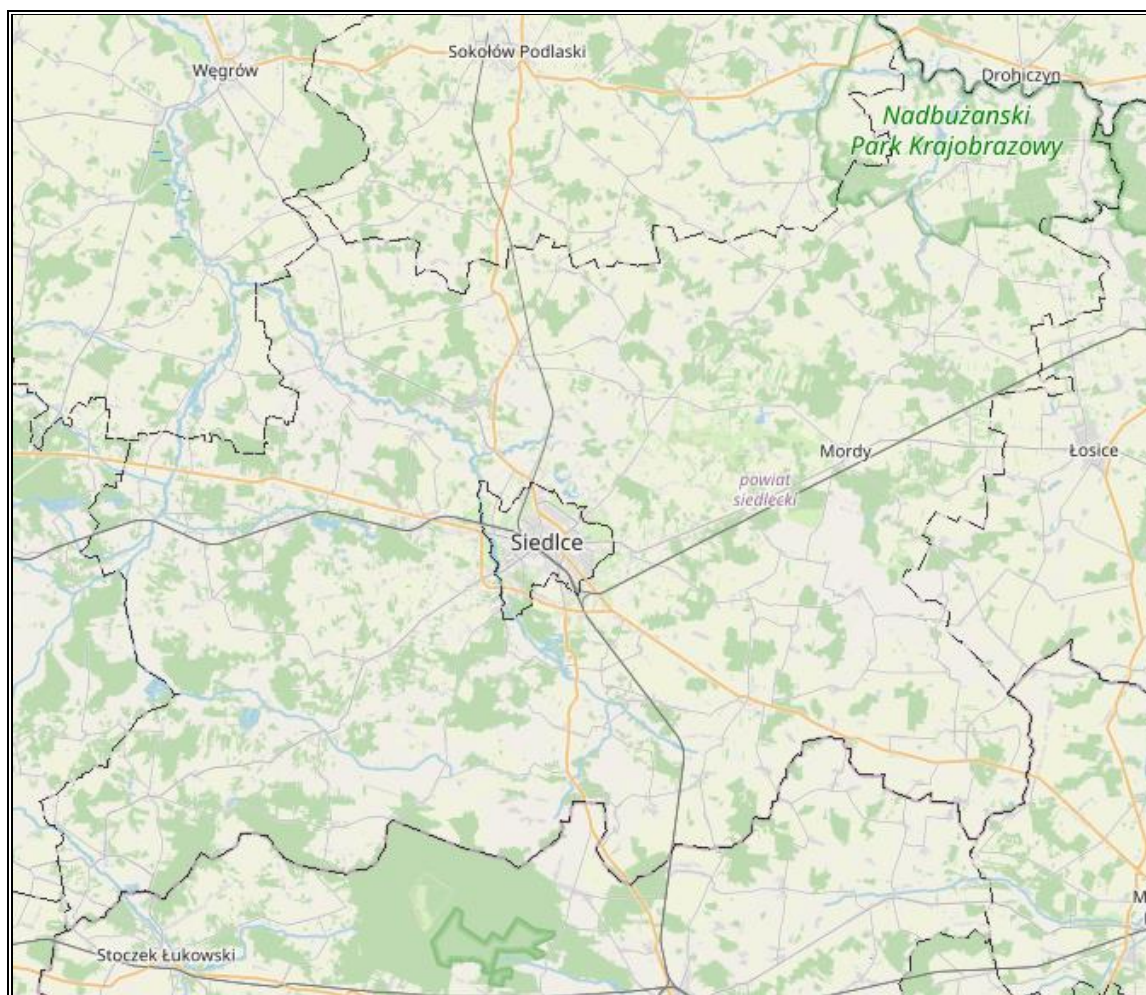 Sokołów Podlaski
Węgrów
Drohiczyn
Nadbużański
Park Krajobrazowy
Mordy
Łosice
powiat
siedlecki
Siedlce
M
Stoczek Łukowski